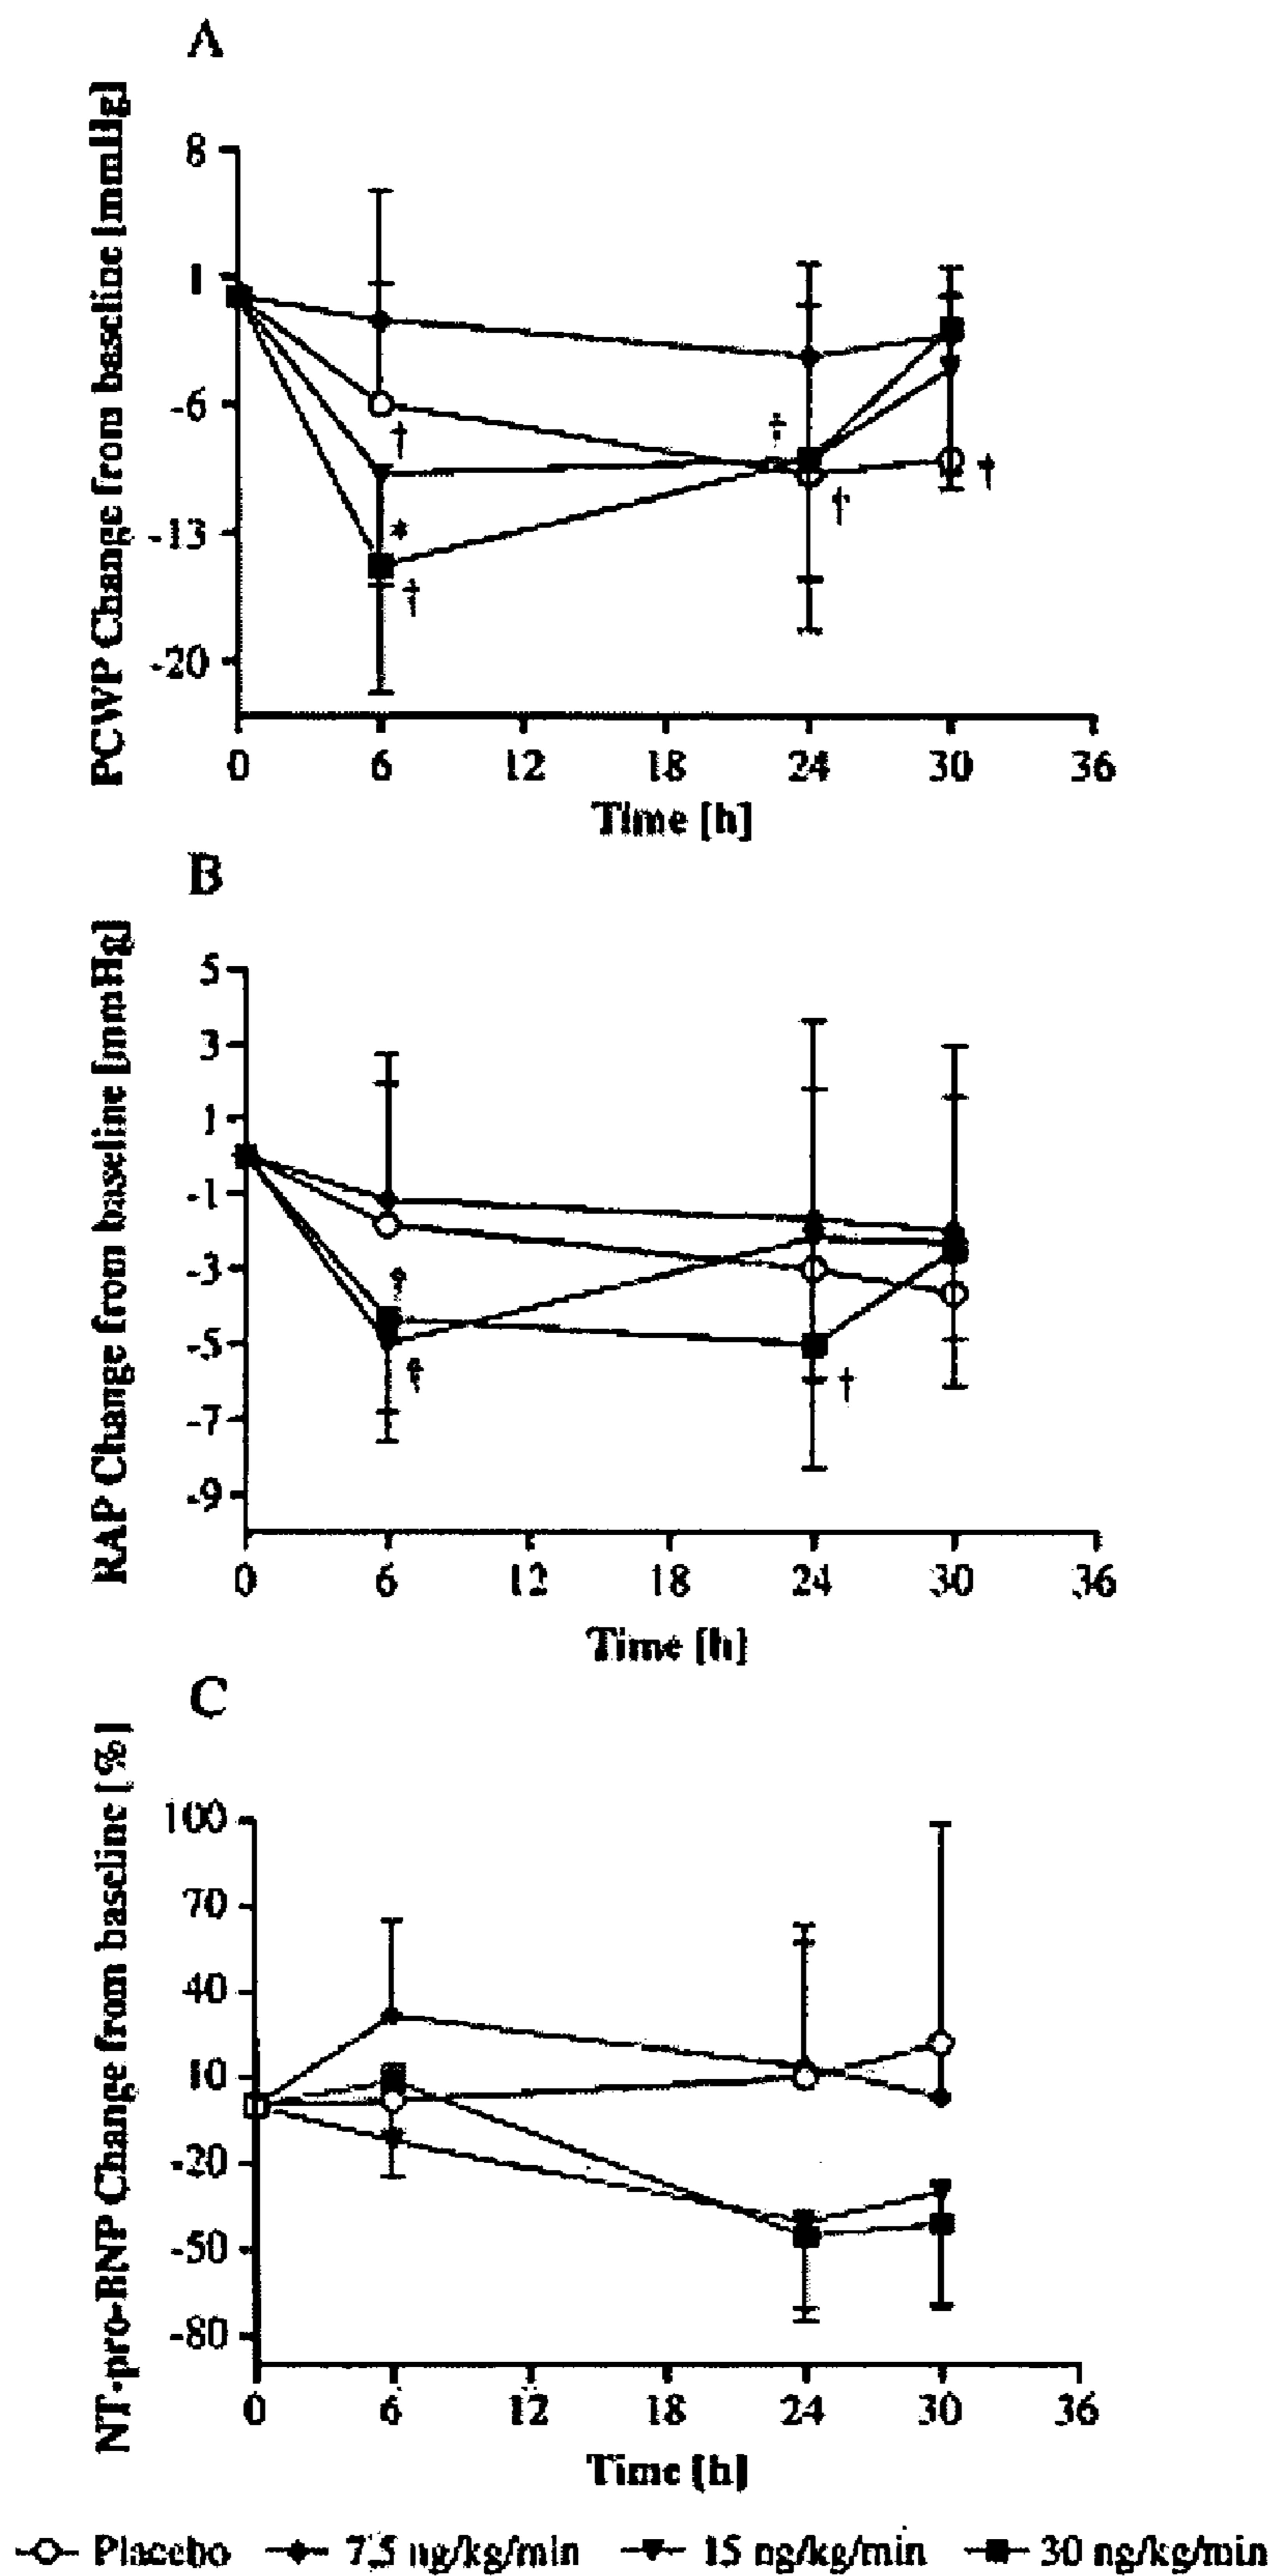 A
PCWP Change from baseline [mmHg]
8
1
-6
-13
-20
†
*
†
†
†
†
0 6 12 18 24 30 36
Time [h]
B
RAP Change from baseline [mmHg]
5
3
1
-1
-3
-5
-7
-9
†
0 6 12 18 24 30 36
Time [h]
C
NT-pro-BNP Change from baseline [%]
100
70
40
10
-20
-50
-80
0 6 12 18 24 30 36
Time [h]
Placebo 7.5 ng/kg/min 15 ng/kg/min 30 ng/kg/min